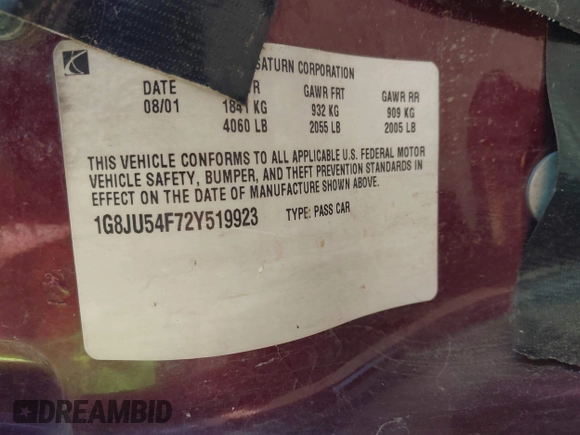 SATURN CORPORATION
DATE GAWR FRT GAWR RR
08/01 1841 KG 932 KG 909 KG
4060 LB 2055 LB 2005 LB
THIS VEHICLE CONFORMS TO ALL APPLICABLE U.S. FEDERAL MOTOR
VEHICLE SAFETY, BUMPER, AND THEFT PREVENTION STANDARDS IN
EFFECT ON THE DATE OF MANUFACTURE SHOWN ABOVE.
1G8JU54F72Y519923 TYPE: PASS CAR
DREAMBID